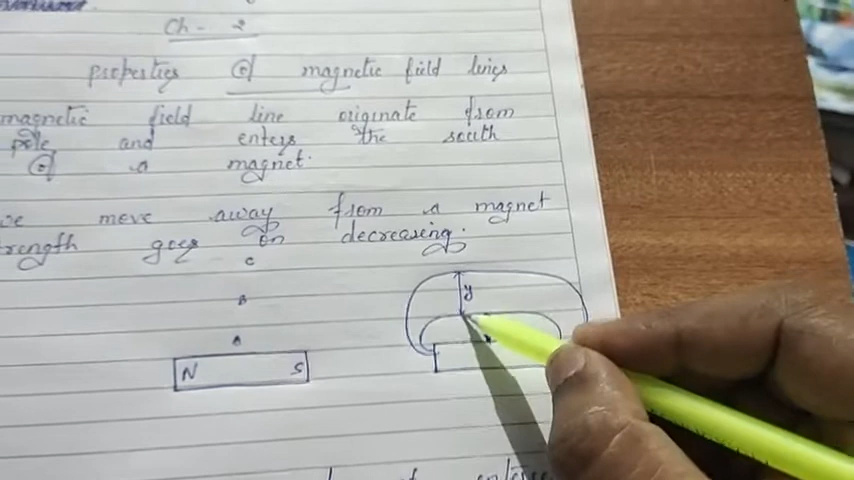 Ch - 2
properties of magnetic field lines
magnetic field line originate from
pole and enters the south
of a magnet.
we move away from a magnet
trength goes on decreasing.
C
B
A
y
N S